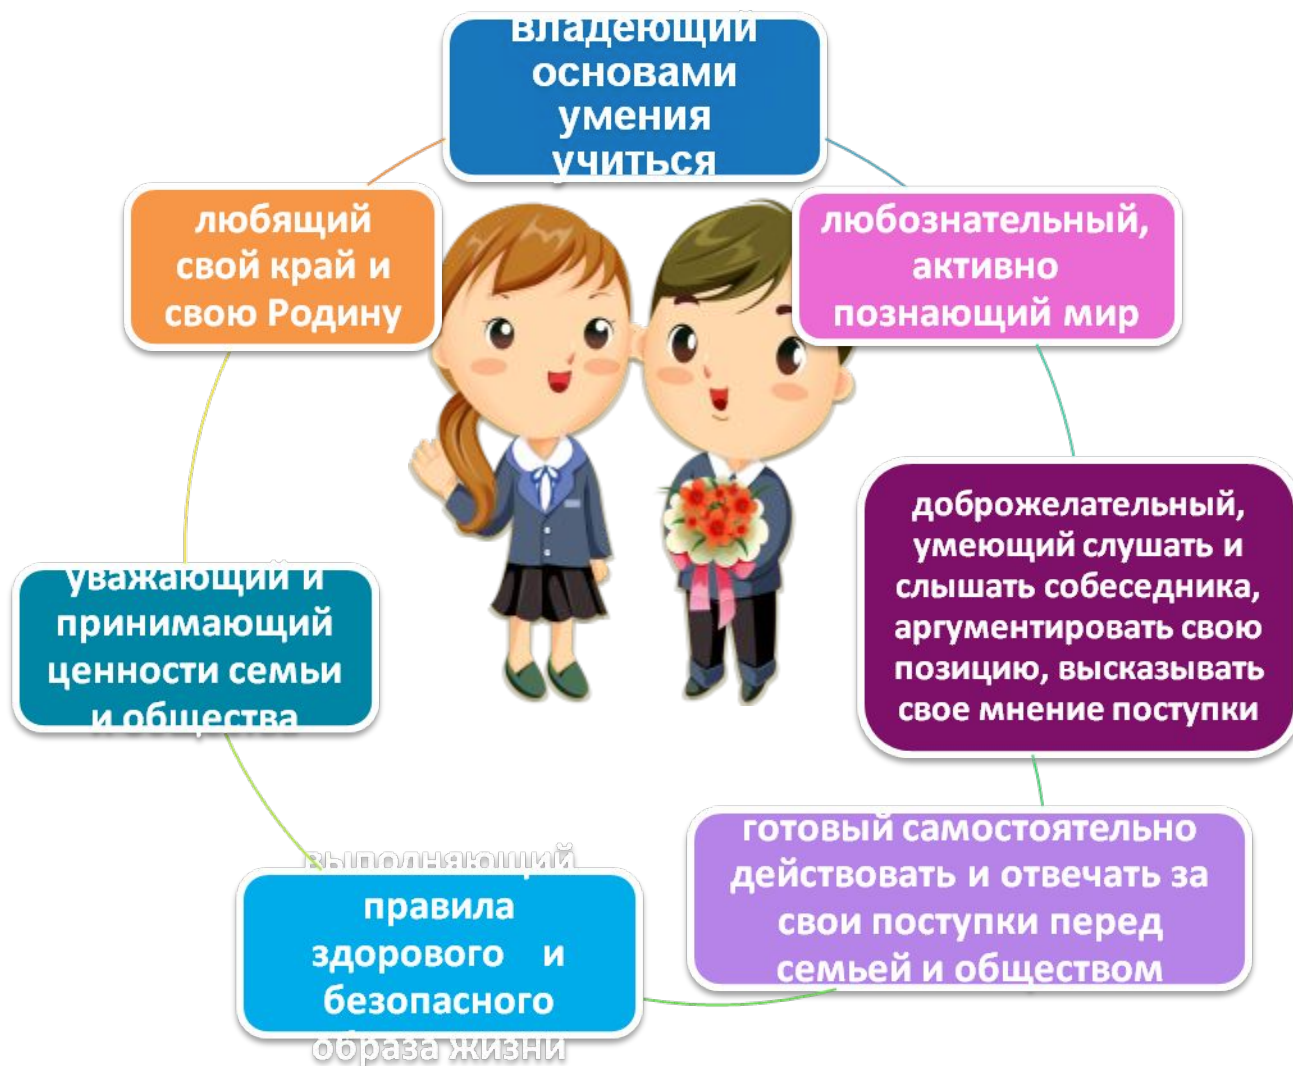 владеющий
основами
умения
учиться
любознательный,
активно
познающий мир
доброжелательный,
умеющий слушать и
слышать собеседника,
аргументировать свою
позицию, высказывать
свое мнение поступки
готовый самостоятельно
действовать и отвечать за
свои поступки перед
семьей и обществом
выполняющий
правила
здорового и
безопасного
образа жизни
уважающий и
принимающий
ценности семьи
и общества
любящий
свой край и
свою Родину